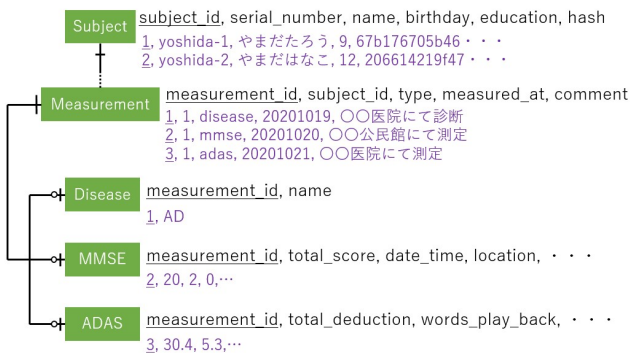 Subject subject_id, serial_number, name, birthday, education, hash
1, yoshida-1, やまだたろう, 9, 67b176705b46・・・
2, yoshida-2, やまだはなこ, 12, 206614219f47・・・
Measurement measurement_id, subject_id, type, measured_at, comment
1, 1, disease, 20201019, 〇〇医院にて診断
2, 1, mmse, 20201020, 〇〇公民館にて測定
3, 1, adas, 20201021, 〇〇医院にて測定
Disease measurement_id, name
1, AD
MMSE measurement_id, total_score, date_time, location, ・・・
2, 20, 2, 0,…
ADAS measurement_id, total_deduction, words_play_back, ・・・
3, 30.4, 5.3,…